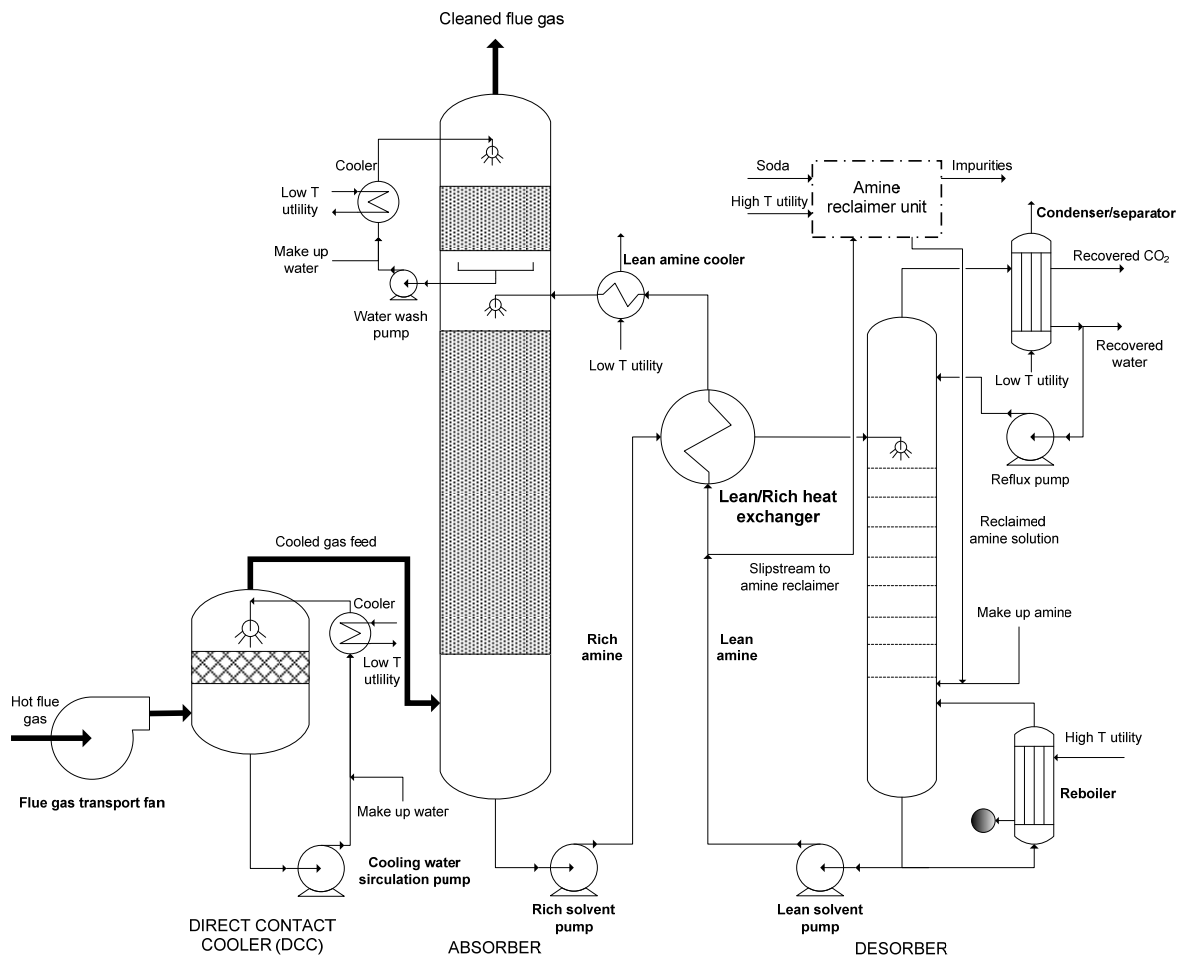 Cleaned flue gas
Cooler
Low T
utlility
Make up
water
Water wash
pump
Lean amine cooler
Low T utility
Soda
High T utility
Amine
reclaimer unit
Impurities
Condenser/separator
Recovered CO₂
Recovered
water
Low T utility
Reflux pump
Lean/Rich heat
exchanger
Reclaimed
amine solution
Slipstream to
amine reclaimer
Cooled gas feed
Cooler
Low T
utlility
Rich
amine
Lean
amine
Make up amine
Hot flue
gas
Flue gas transport fan
Make up water
High T utility
Reboiler
Cooling water
sirculation pump
Rich solvent
pump
Lean solvent
pump
DIRECT CONTACT
COOLER (DCC)
ABSORBER
DESORBER